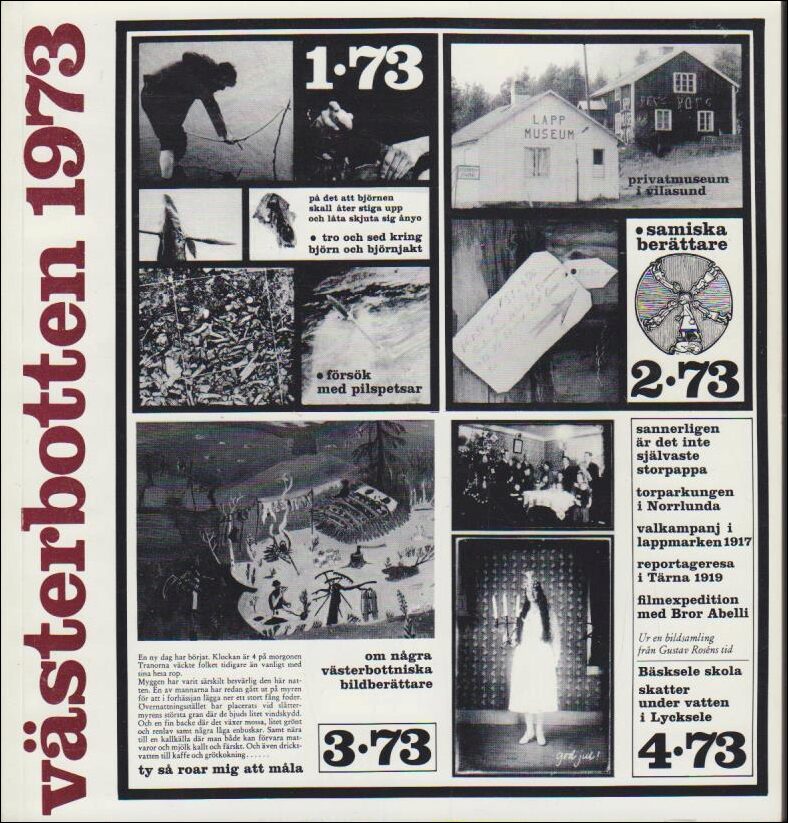 västerbotten 1973
1•73
på det att björnen
skall åter stiga upp
och låta skjuta sig ånyo
• tro och sed kring
björn och björnjakt
• försök
med pilspetsar
LAPP
MUSEUM
privatmuseum
i vilasund
• samiska
berättare
2•73
om några
västerbottniska
bildberättare
En ny dag har börjat. Klockan är 4 på morgonen
Tranorna väckte folket tidigare än vanligt med
sina hesa rop.
Myggen har varit särskilt besvärlig den här nat-
ten. En av mannarna har redan gått ut på myren
för att i förhässjan lägga ner ett stort fång foder.
Övernattningsstället har placerats vid slåtter-
myrens största gran där de bjuds litet vindskydd.
Och en fin backe där det växer mossa, litet grönt
och renlav samt några låga enbuskar. Samt nära
till en kallkälla där man både kan förvara mat-
varor och mjölk kallt och färskt. Och även dricks-
vatten till kaffe och grötkokning......
ty så roar mig att måla
3•73
god jul!
sannerligen
är det inte
självaste
storpappa
torparkungen
i Norrlunda
valkampanj i
lappmarken 1917
reportageresa
i Tärna 1919
filmexpedition
med Bror Abelli
Ur en bildsamling
från Gustav Roséns tid
Bäsksele skola
skatter
under vatten
i Lycksele
4•73